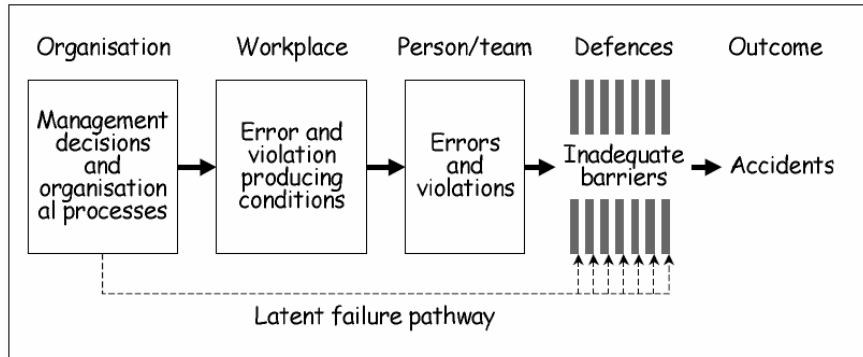 Organisation Workplace Person/team Defences Outcome
Management
decisions
and
organisation
al processes
Error and
violation
producing
conditions
Errors
and
violations
Inadequate
barriers
Accidents
Latent failure pathway